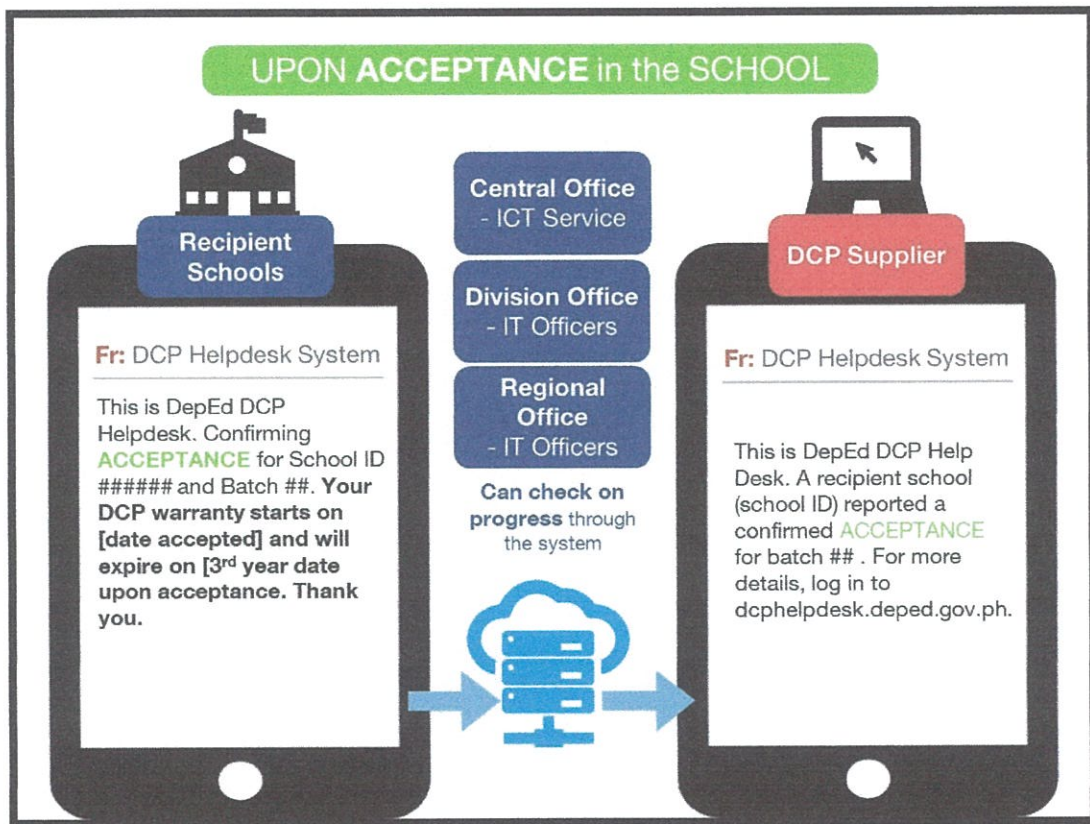 UPON ACCEPTANCE in the SCHOOL
Recipient
Schools
Fr: DCP Helpdesk System
This is DepEd DCP
Helpdesk. Confirming
ACCEPTANCE for School ID
###### and Batch ##. Your
DCP warranty starts on
[date accepted] and will
expire on [3rd year date
upon acceptance. Thank
you.
Central Office
- ICT Service
Division Office
- IT Officers
Regional
Office
- IT Officers
Can check on
progress through
the system
DCP Supplier
Fr: DCP Helpdesk System
This is DepEd DCP Help
Desk. A recipient school
(school ID) reported a
confirmed ACCEPTANCE
for batch ## . For more
details, log in to
dcphelpdesk.deped.gov.ph.